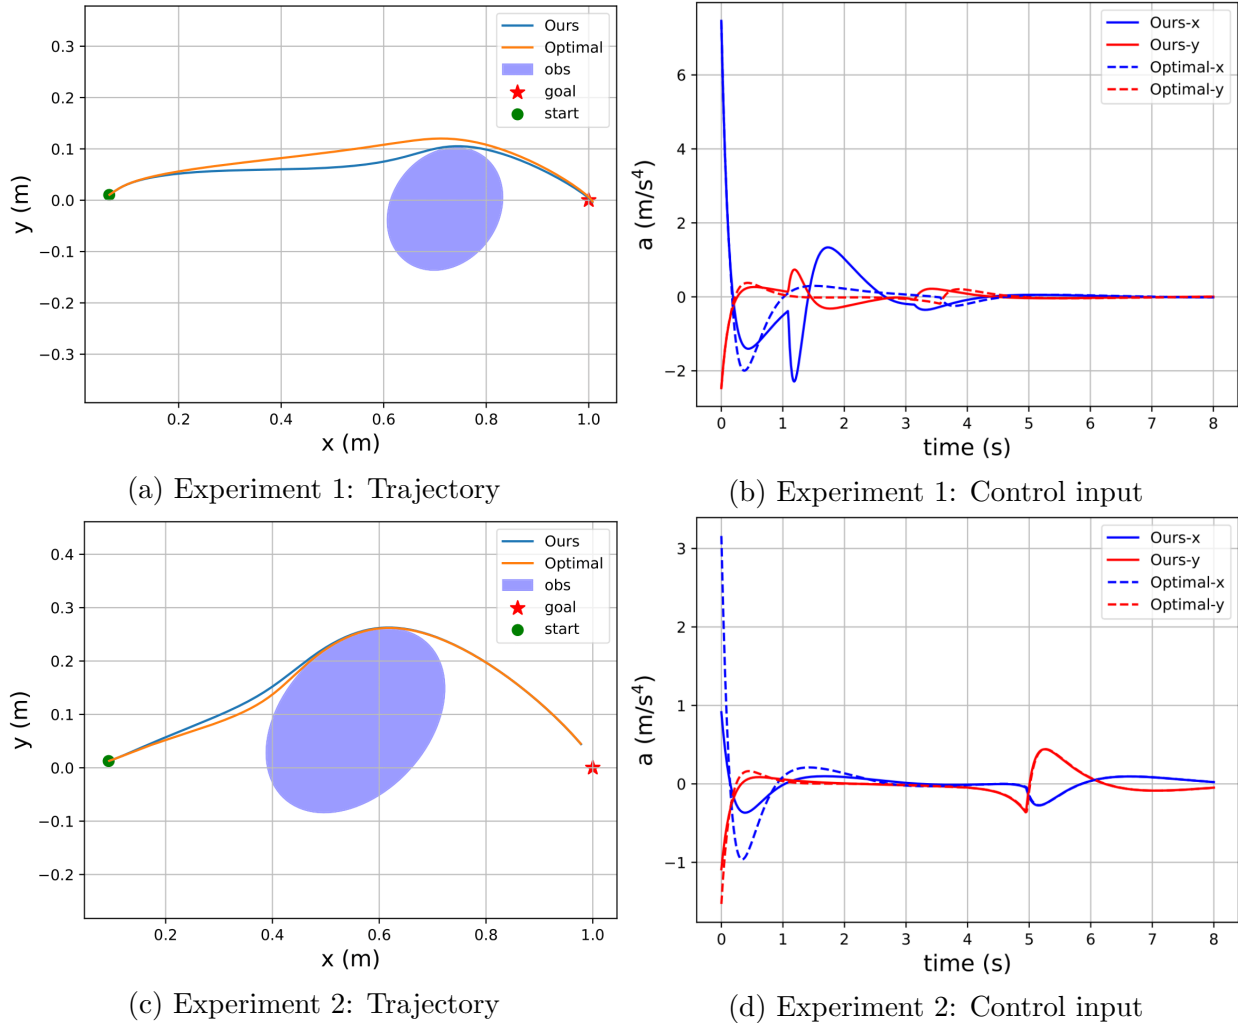 Ours
Optimal
obs
goal
start
0.3
0.2
0.1
0.0
−0.1
−0.2
−0.3
y (m)
0.2 0.4 0.6 0.8 1.0
x (m)
(a) Experiment 1: Trajectory
Ours-x
Ours-y
Optimal-x
Optimal-y
6
4
2
0
−2
a (m/s⁴)
0 1 2 3 4 5 6 7 8
time (s)
(b) Experiment 1: Control input
Ours
Optimal
obs
goal
start
0.4
0.3
0.2
0.1
0.0
−0.1
−0.2
y (m)
0.2 0.4 0.6 0.8 1.0
x (m)
(c) Experiment 2: Trajectory
Ours-x
Ours-y
Optimal-x
Optimal-y
3
2
1
0
−1
a (m/s⁴)
0 1 2 3 4 5 6 7 8
time (s)
(d) Experiment 2: Control input